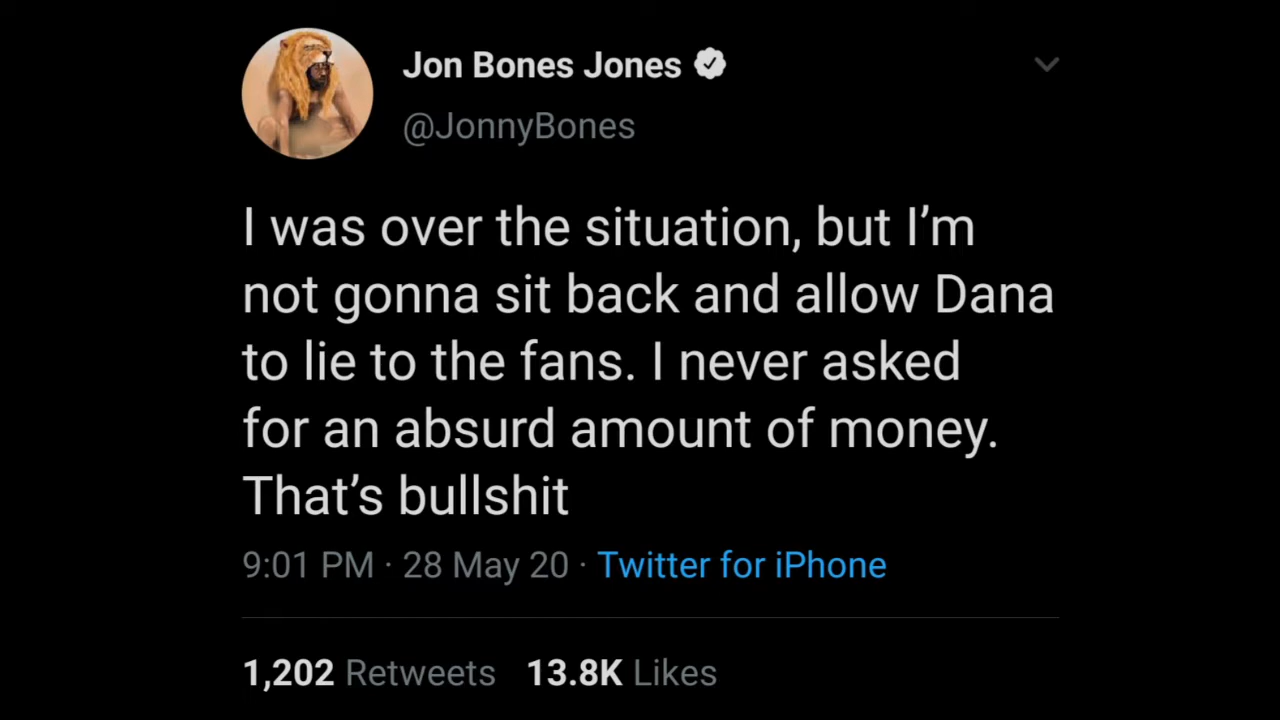 Jon Bones Jones
@JonnyBones
I was over the situation, but I’m
not gonna sit back and allow Dana
to lie to the fans. I never asked
for an absurd amount of money.
That’s bullshit
9:01 PM · 28 May 20 · Twitter for iPhone
1,202 Retweets 13.8K Likes